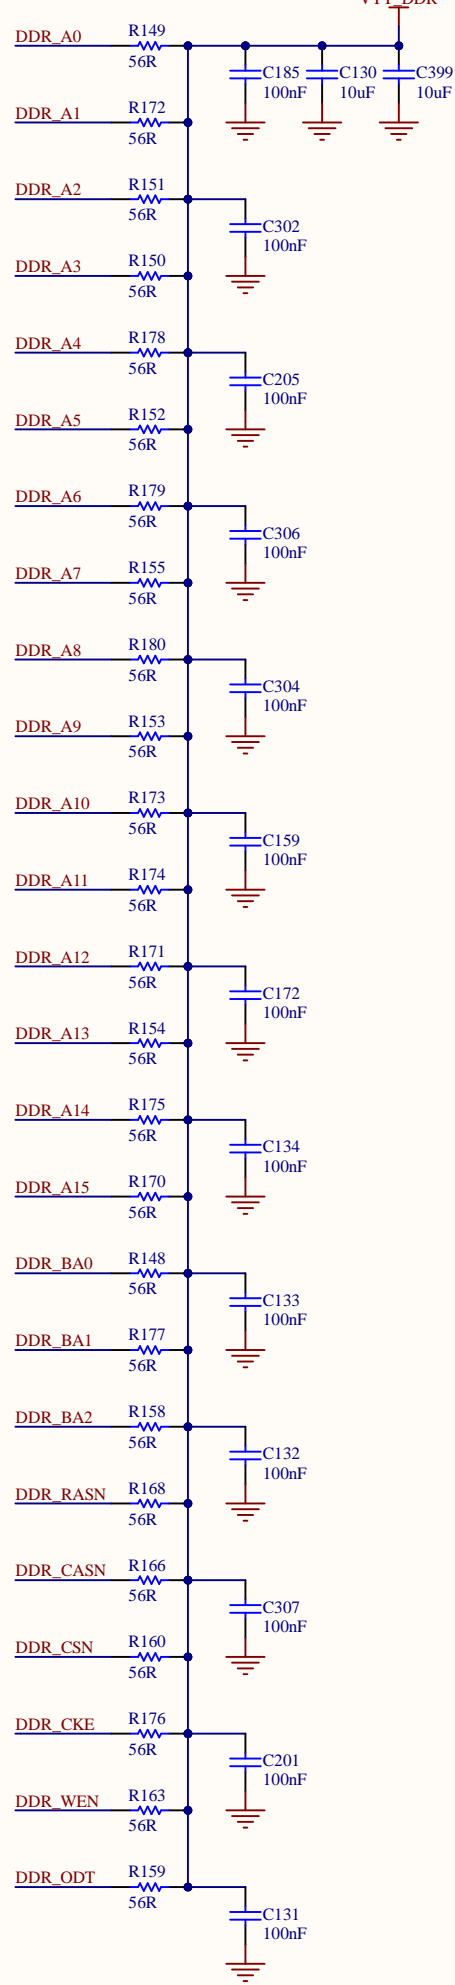 VTT_DDR
DDR_A0 R149
56R
C185 C130 C399
100nF 10uF 10uF
DDR_A1 R172
56R
DDR_A2 R151
56R
C302
100nF
DDR_A3 R150
56R
DDR_A4 R178
56R
C205
100nF
DDR_A5 R152
56R
DDR_A6 R179
56R
C306
100nF
DDR_A7 R155
56R
DDR_A8 R180
56R
C304
100nF
DDR_A9 R153
56R
DDR_A10 R173
56R
C159
100nF
DDR_A11 R174
56R
DDR_A12 R171
56R
C172
100nF
DDR_A13 R154
56R
DDR_A14 R175
56R
C134
100nF
DDR_A15 R170
56R
DDR_BA0 R148
56R
C133
100nF
DDR_BA1 R177
56R
DDR_BA2 R158
56R
C132
100nF
DDR_RASN R168
56R
DDR_CASN R166
56R
C307
100nF
DDR_CSN R160
56R
DDR_CKE R176
56R
C201
100nF
DDR_WEN R163
56R
DDR_ODT R159
56R
C131
100nF